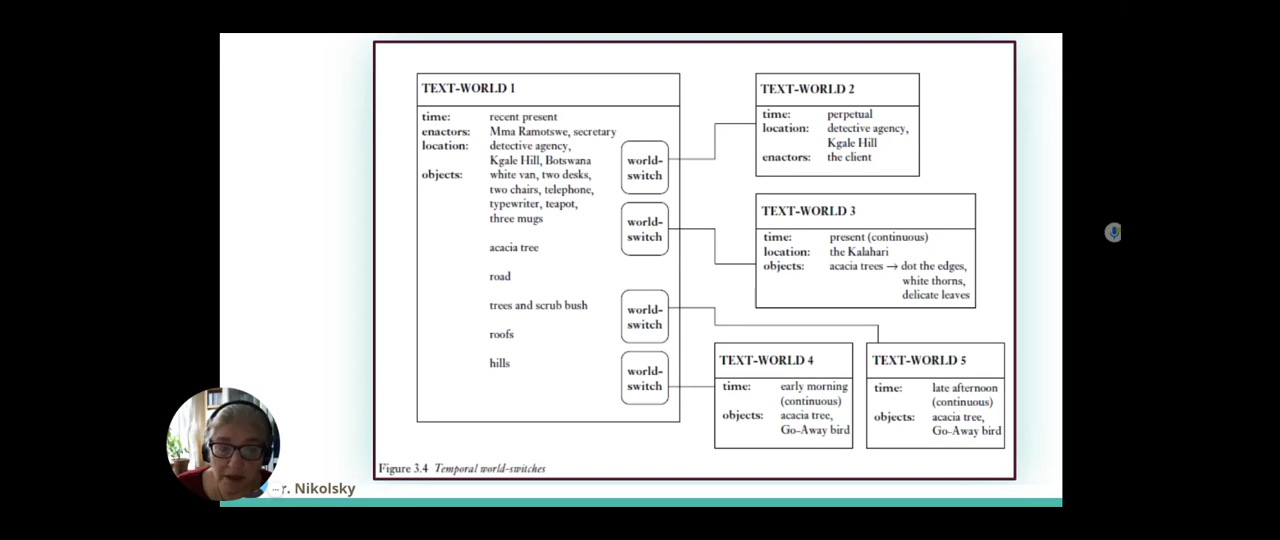 TEXT-WORLD 1
time: recent present
enactors: Mma Ramotswe, secretary
location: detective agency,
Kgale Hill, Botswana
objects: white van, two desks,
two chairs, telephone,
typewriter, teapot,
three mugs
acacia tree
road
trees and scrub bush
roofs
hills
world-
switch
world-
switch
world-
switch
world-
switch
TEXT-WORLD 2
time: perpetual
location: detective agency,
Kgale Hill
enactors: the client
TEXT-WORLD 3
time: present (continuous)
location: the Kalahari
objects: acacia trees → dot the edges,
white thorns,
delicate leaves
TEXT-WORLD 4
time: early morning
(continuous)
objects: acacia tree,
Go-Away bird
TEXT-WORLD 5
time: late afternoon
(continuous)
objects: acacia tree,
Go-Away bird
Figure 3.4 Temporal world-switches
r. Nikolsky